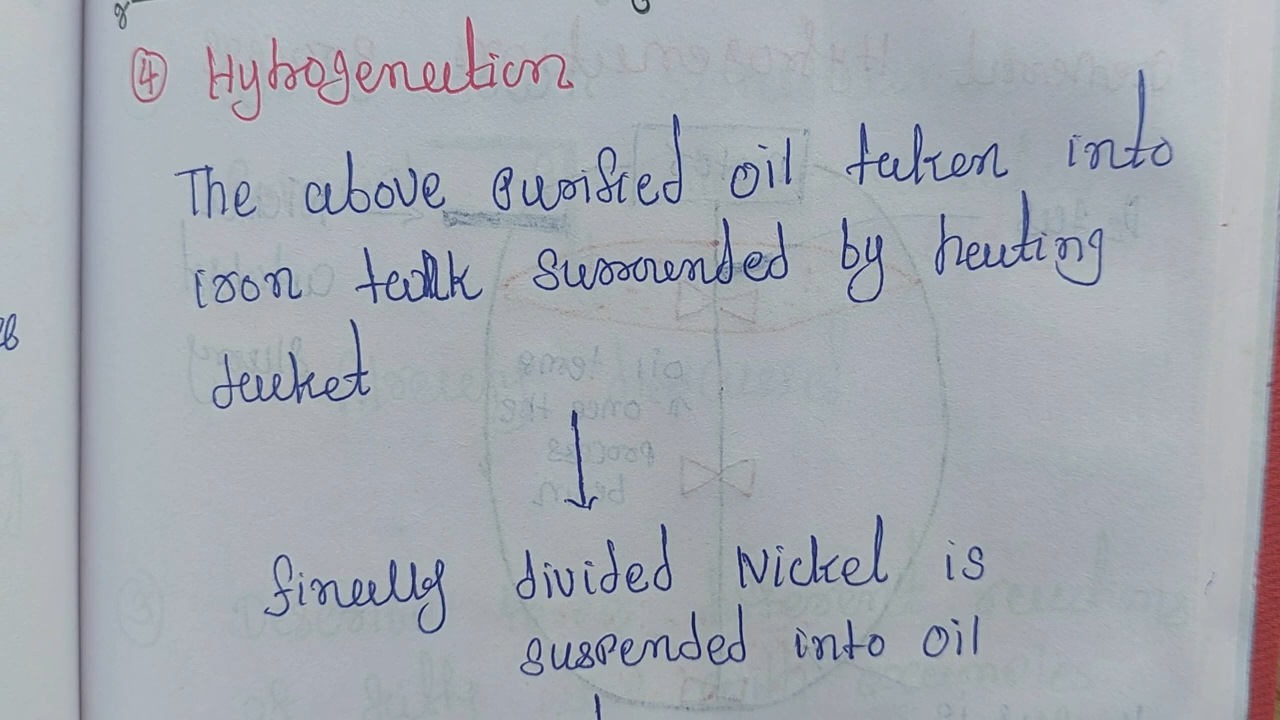 ④ Hydrogenation
The above purified oil taken into
iron tank surrounded by heating
Jacket
↓
finally divided Nickel is
suspended into oil